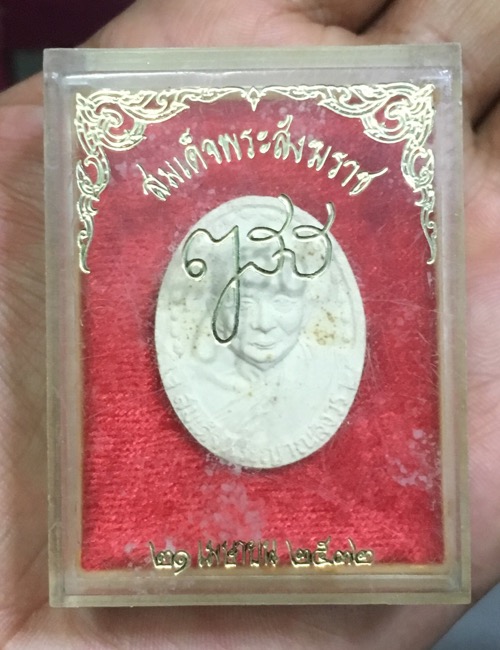 สมเด็จพระสังฆราช
ญสส
๒๑ เมษายน ๒๕๓๒